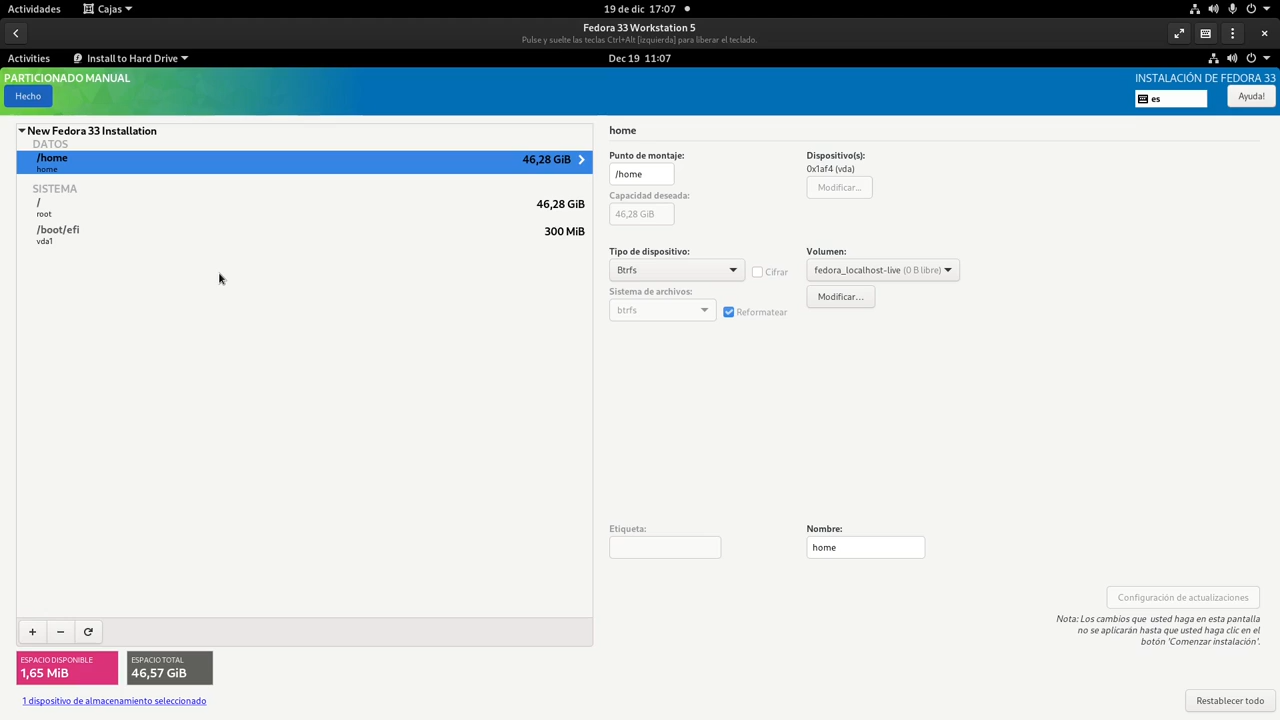 Actividades
Cajas
19 de dic 17:07
Fedora 33 Workstation 5
Pulse y suelte las teclas Ctrl+Alt [izquierda] para liberar el teclado.
Activities
Install to Hard Drive
Dec 19 11:07
PARTICIONADO MANUAL
INSTALACIÓN DE FEDORA 33
Hecho
es
Ayuda!
New Fedora 33 Installation
DATOS
/home 46,28 GiB
home
SISTEMA
/ 46,28 GiB
root
/boot/efi 300 MiB
vda1
home
Punto de montaje:
/home
Capacidad deseada:
46,28 GiB
Dispositivo(s):
0x1af4 (vda)
Modificar...
Tipo de dispositivo:
Btrfs
Cifrar
Sistema de archivos:
btrfs
Reformatear
Volumen:
fedora_localhost-live (0 B libre)
Modificar...
Etiqueta:
Nombre:
home
Configuración de actualizaciones
Nota: Los cambios que usted haga en esta pantalla
no se aplicarán hasta que usted haga clic en el
botón 'Comenzar instalación'.
+
−
ESPACIO DISPONIBLE
1,65 MiB
ESPACIO TOTAL
46,57 GiB
1 dispositivo de almacenamiento seleccionado
Restablecer todo